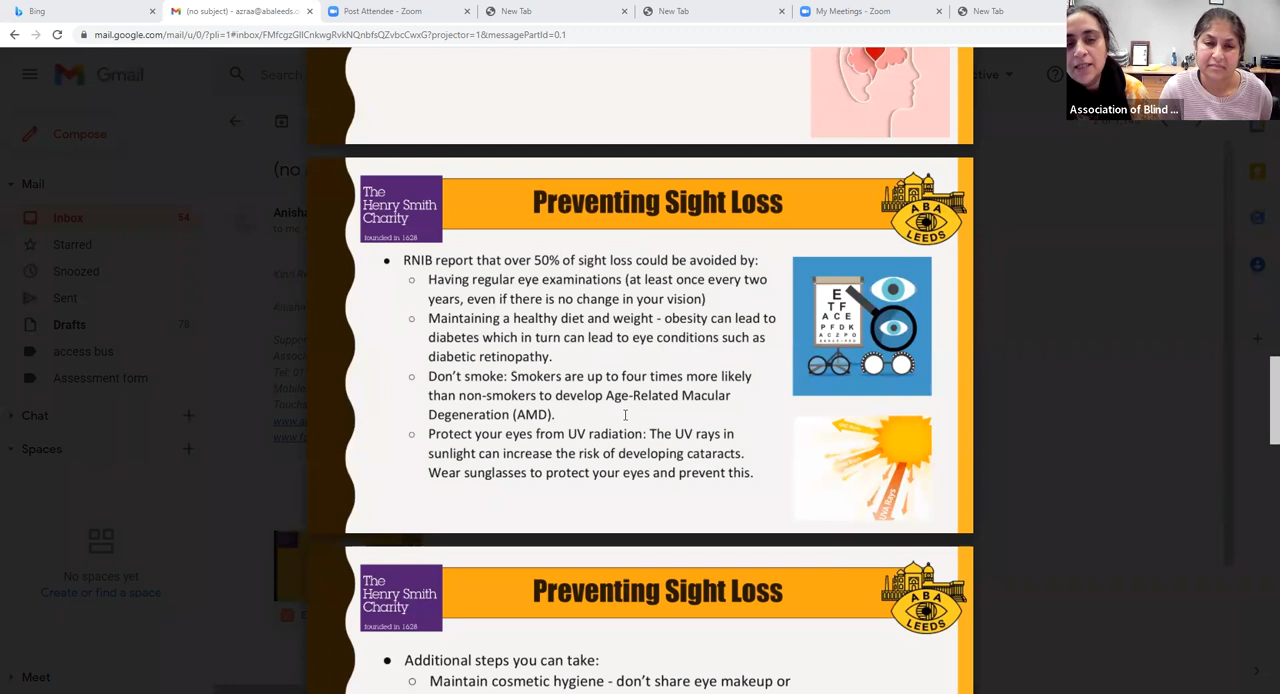 Bing
(no subject) - azraa@abaleeds.o
Post Attendee - Zoom
New Tab
New Tab
My Meetings - Zoom
New Tab
mail.google.com/mail/u/0/?pli=1#inbox/FMfcgzGllCnkwgRvkNQnbfsQZvbcCwxG?projector=1&messagePartId=0.1
Gmail
Search
Compose
Mail
Inbox 54
Starred
Snoozed
Sent
Drafts 78
access bus
Assessment form
Chart
Spaces
No spaces yet
Create or find a space
Meet
(no
Anisha
to me
Association of Blind ...
The
Henry Smith
Charity
founded in 1628
Preventing Sight Loss
ABA
LEEDS
● RNIB report that over 50% of sight loss could be avoided by:
○ Having regular eye examinations (at least once every two
years, even if there is no change in your vision)
○ Maintaining a healthy diet and weight - obesity can lead to
diabetes which in turn can lead to eye conditions such as
diabetic retinopathy.
○ Don't smoke: Smokers are up to four times more likely
than non-smokers to develop Age-Related Macular
Degeneration (AMD).
○ Protect your eyes from UV radiation: The UV rays in
sunlight can increase the risk of developing cataracts.
Wear sunglasses to protect your eyes and prevent this.
E
T F
A C E
P F D K
UVA Rays
The
Henry Smith
Charity
founded in 1628
Preventing Sight Loss
ABA
LEEDS
● Additional steps you can take:
○ Maintain cosmetic hygiene - don't share eye makeup or